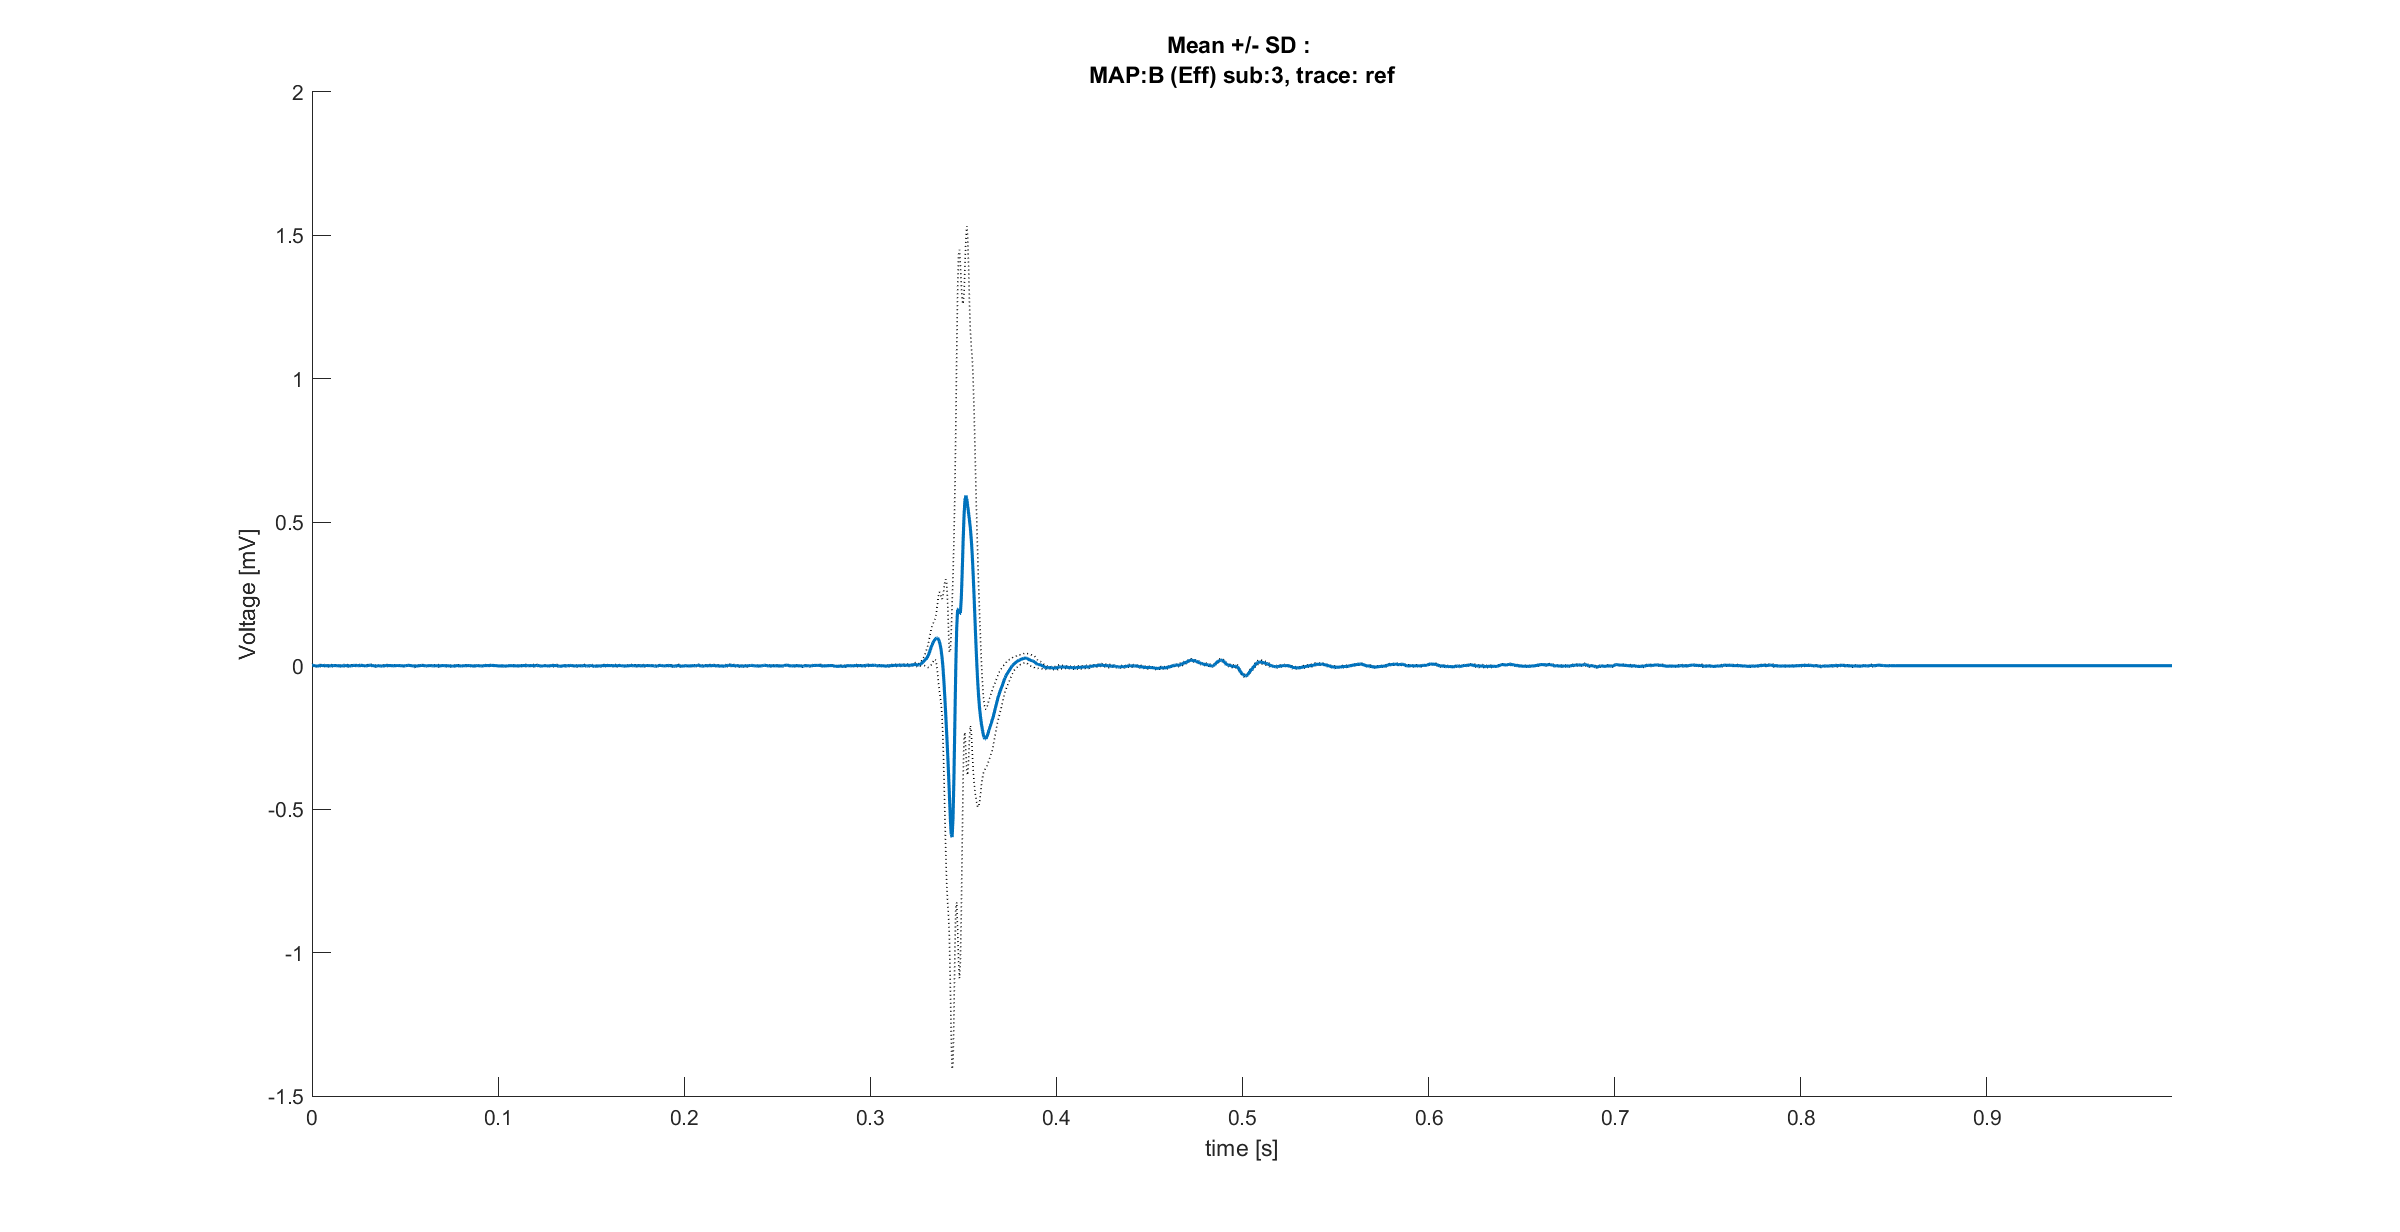 Mean +/- SD :
MAP:B (Eff) sub:3, trace: ref
2
1.5
1
0.5
0
-0.5
-1
-1.5
Voltage [mV]
0 0.1 0.2 0.3 0.4 0.5 0.6 0.7 0.8 0.9
time [s]